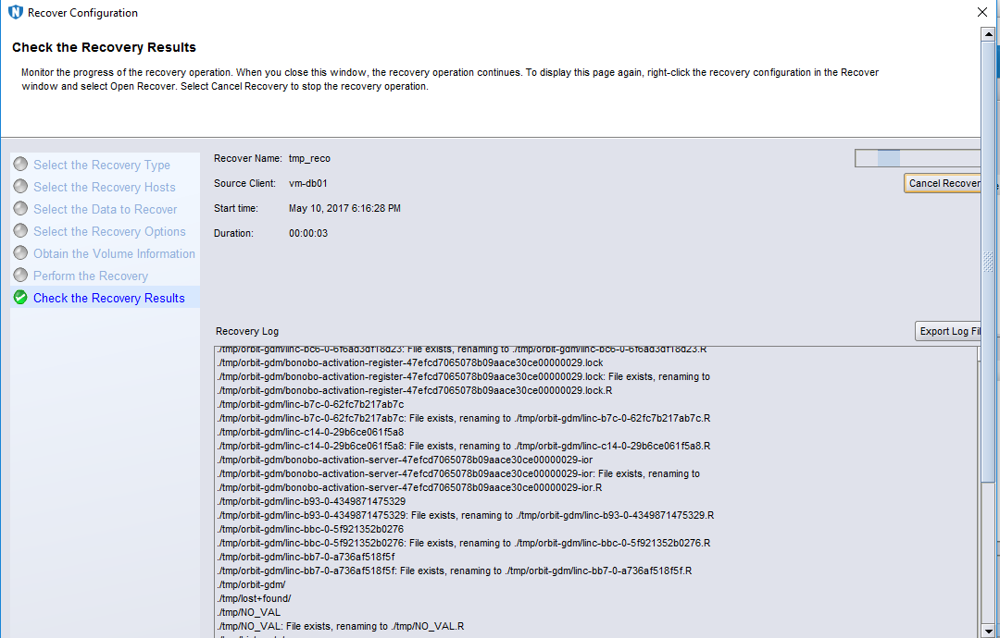 Recover Configuration
Check the Recovery Results
Monitor the progress of the recovery operation. When you close this window, the recovery operation continues. To display this page again, right-click the recovery configuration in the Recover
window and select Open Recover. Select Cancel Recovery to stop the recovery operation.
Select the Recovery Type
Select the Recovery Hosts
Select the Data to Recover
Select the Recovery Options
Obtain the Volume Information
Perform the Recovery
Check the Recovery Results
Recover Name: tmp_reco
Source Client: vm-db01
Start time: May 10, 2017 6:16:28 PM
Duration: 00:00:03
Cancel Recover
Recovery Log
Export Log Fil
./tmp/orbit-gdm/linc-bc6-0-6f6ad3df18d23: File exists, renaming to ./tmp/orbit-gdm/linc-bc6-0-6f6ad3df18d23.R
./tmp/orbit-gdm/bonobo-activation-register-47efcd7065078b09aace30ce00000029.lock
./tmp/orbit-gdm/bonobo-activation-register-47efcd7065078b09aace30ce00000029.lock: File exists, renaming to
./tmp/orbit-gdm/bonobo-activation-register-47efcd7065078b09aace30ce00000029.lock.R
./tmp/orbit-gdm/linc-b7c-0-62fc7b217ab7c
./tmp/orbit-gdm/linc-b7c-0-62fc7b217ab7c: File exists, renaming to ./tmp/orbit-gdm/linc-b7c-0-62fc7b217ab7c.R
./tmp/orbit-gdm/linc-c14-0-29b6ce061f5a8
./tmp/orbit-gdm/linc-c14-0-29b6ce061f5a8: File exists, renaming to ./tmp/orbit-gdm/linc-c14-0-29b6ce061f5a8.R
./tmp/orbit-gdm/bonobo-activation-server-47efcd7065078b09aace30ce00000029-ior
./tmp/orbit-gdm/bonobo-activation-server-47efcd7065078b09aace30ce00000029-ior: File exists, renaming to
./tmp/orbit-gdm/bonobo-activation-server-47efcd7065078b09aace30ce00000029-ior.R
./tmp/orbit-gdm/linc-b93-0-4349871475329
./tmp/orbit-gdm/linc-b93-0-4349871475329: File exists, renaming to ./tmp/orbit-gdm/linc-b93-0-4349871475329.R
./tmp/orbit-gdm/linc-bbc-0-5f921352b0276
./tmp/orbit-gdm/linc-bbc-0-5f921352b0276: File exists, renaming to ./tmp/orbit-gdm/linc-bbc-0-5f921352b0276.R
./tmp/orbit-gdm/linc-bb7-0-a736af518f5f
./tmp/orbit-gdm/linc-bb7-0-a736af518f5f: File exists, renaming to ./tmp/orbit-gdm/linc-bb7-0-a736af518f5f.R
./tmp/orbit-gdm/
./tmp/lost+found/
./tmp/NO_VAL
./tmp/NO_VAL: File exists, renaming to ./tmp/NO_VAL.R